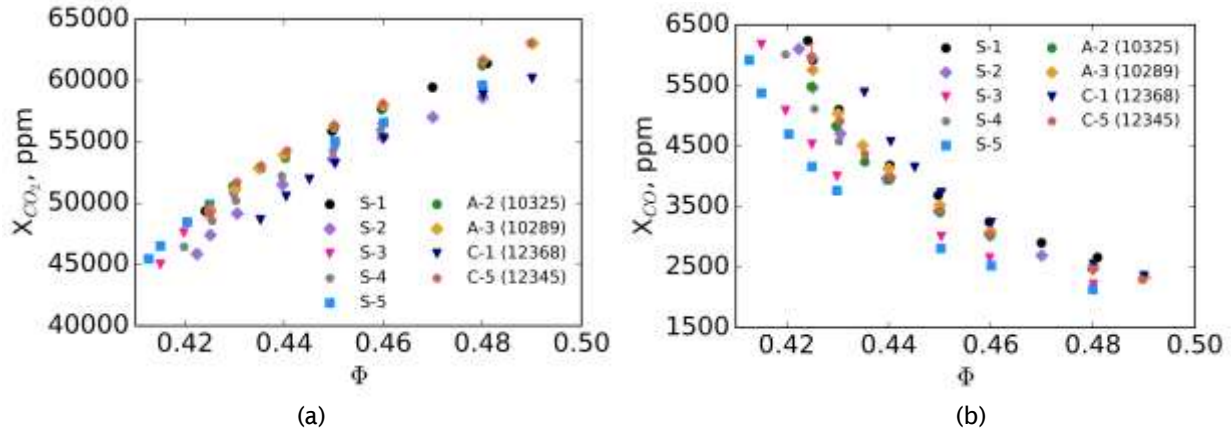 65000
60000
55000
50000
45000
40000
X_{CO_2}, ppm
S-1
S-2
S-3
S-4
S-5
A-2 (10325)
A-3 (10289)
C-1 (12368)
C-5 (12345)
0.42 0.44 0.46 0.48 0.50
Φ
(a)
6500
5500
4500
3500
2500
1500
X_{CO}, ppm
S-1
S-2
S-3
S-4
S-5
A-2 (10325)
A-3 (10289)
C-1 (12368)
C-5 (12345)
0.42 0.44 0.46 0.48 0.50
Φ
(b)